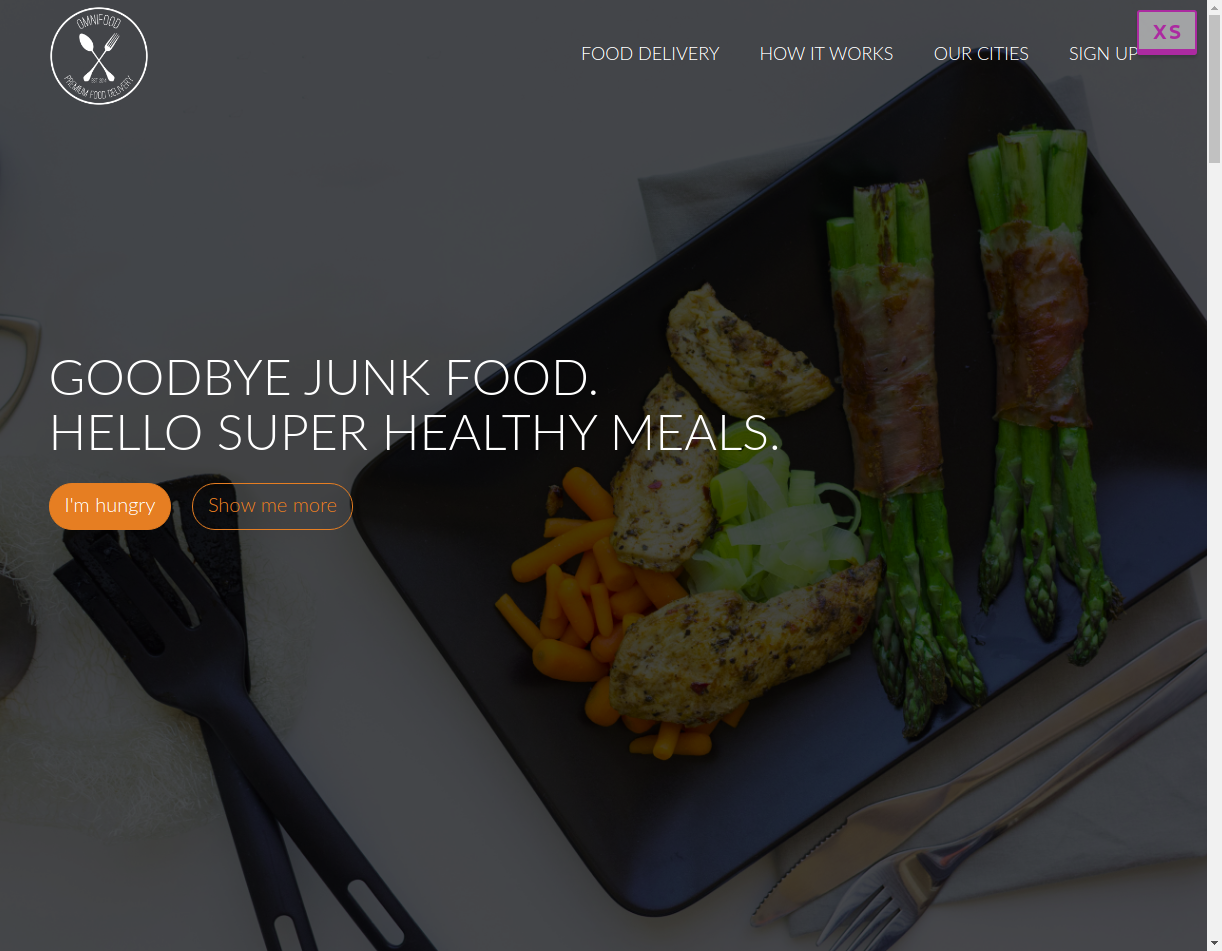 OMNIFOOD
EST. 2014
PREMIUM FOOD DELIVERY
FOOD DELIVERY
HOW IT WORKS
OUR CITIES
SIGN UP
XS
GOODBYE JUNK FOOD.
HELLO SUPER HEALTHY MEALS.
I'm hungry
Show me more